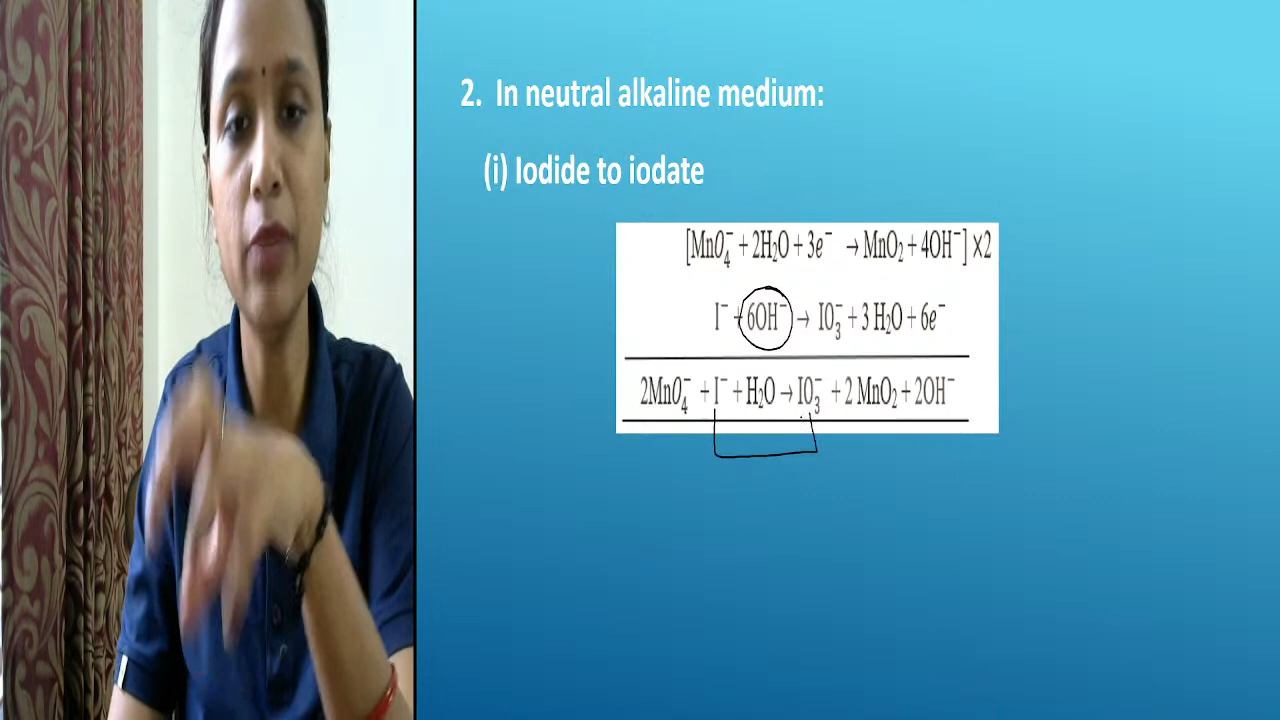 2. In neutral alkaline medium:
(i) Iodide to iodate
[MnO₄⁻ + 2H₂O + 3e⁻ → MnO₂ + 4OH⁻] ×2
I⁻ + 6OH⁻ → IO₃⁻ + 3 H₂O + 6e⁻
2MnO₄⁻ + I⁻ + H₂O → IO₃⁻ + 2 MnO₂ + 2OH⁻